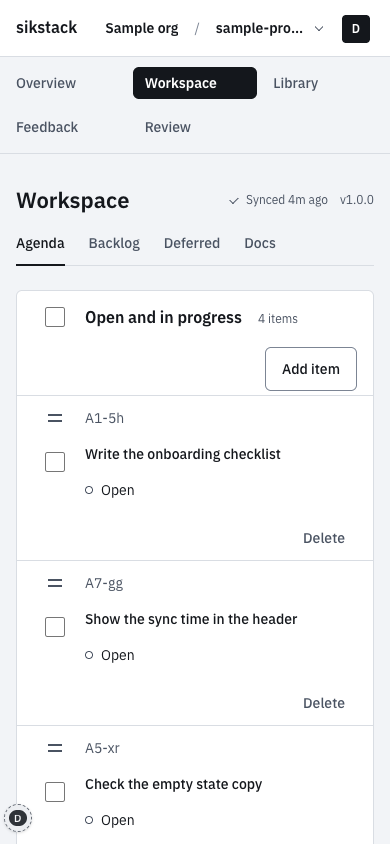 sikstack Sample org / sample-pro... D
Overview Workspace Library
Feedback Review
Workspace Synced 4m ago v1.0.0
Agenda Backlog Deferred Docs
Open and in progress 4 items
Add item
A1-5h
Write the onboarding checklist
Open
Delete
A7-gg
Show the sync time in the header
Open
Delete
A5-xr
Check the empty state copy
D Open